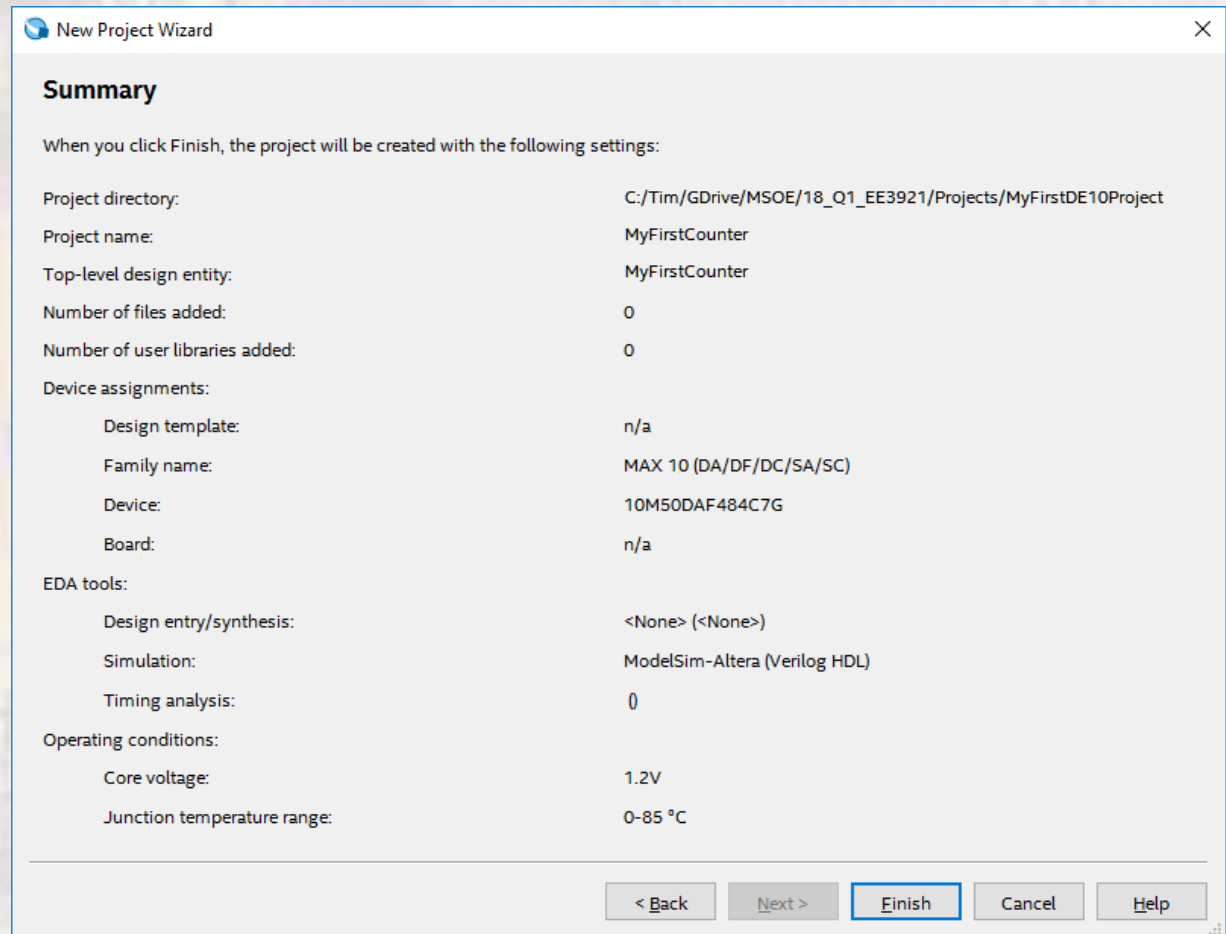 New Project Wizard
Summary
When you click Finish, the project will be created with the following settings:
Project directory: C:/Tim/GDrive/MSOE/18_Q1_EE3921/Projects/MyFirstDE10Project
Project name: MyFirstCounter
Top-level design entity: MyFirstCounter
Number of files added: 0
Number of user libraries added: 0
Device assignments:
Design template: n/a
Family name: MAX 10 (DA/DF/DC/SA/SC)
Device: 10M50DAF484C7G
Board: n/a
EDA tools:
Design entry/synthesis: <None> (<None>)
Simulation: ModelSim-Altera (Verilog HDL)
Timing analysis: ()
Operating conditions:
Core voltage: 1.2V
Junction temperature range: 0-85 °C
< Back Next > Finish Cancel Help